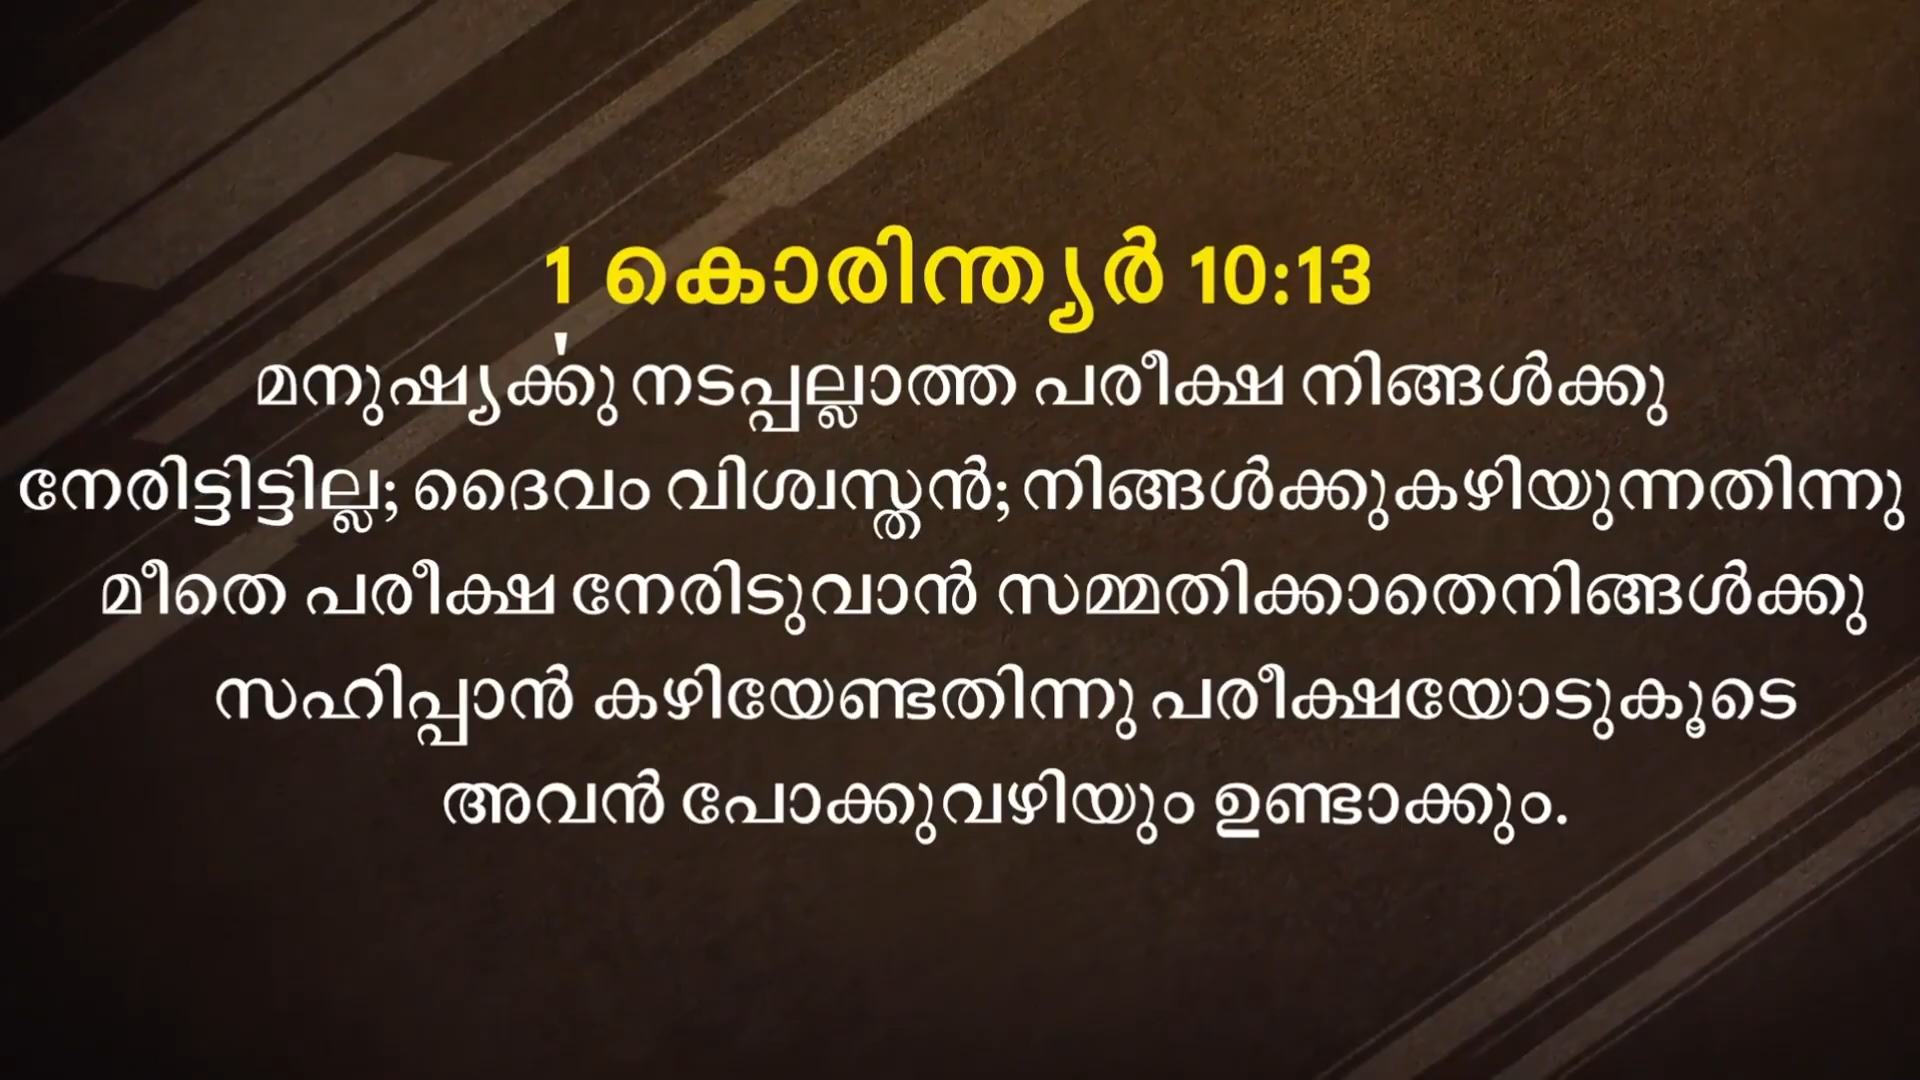 1 കൊരിന്ത്യർ 10:13
മനുഷ്യൎക്കു നടപ്പല്ലാത്ത പരീക്ഷ നിങ്ങൾക്കു
നേരിട്ടിട്ടില്ല; ദൈവം വിശ്വസ്തൻ; നിങ്ങൾക്കുകഴിയുന്നതിന്നു
മീതെ പരീക്ഷ നേരിടുവാൻ സമ്മതിക്കാതെനിങ്ങൾക്കു
സഹിപ്പാൻ കഴിയേണ്ടതിന്നു പരീക്ഷയോടുകൂടെ
അവൻ പോക്കുവഴിയും ഉണ്ടാക്കും.